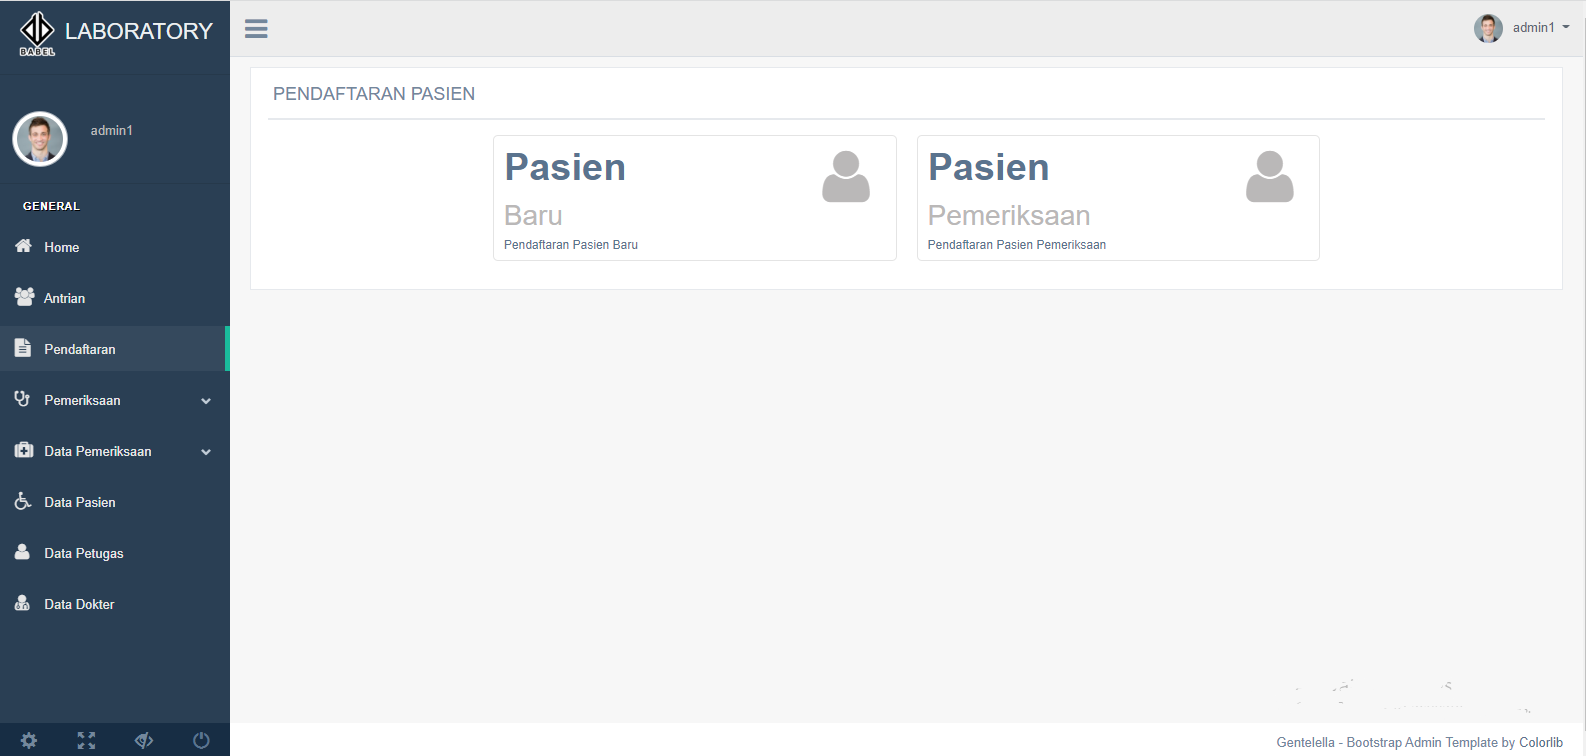 BABEL
LABORATORY
admin1
admin1
GENERAL
Home
Antrian
Pendaftaran
Pemeriksaan
Data Pemeriksaan
Data Pasien
Data Petugas
Data Dokter
PENDAFTARAN PASIEN
Pasien
Baru
Pendaftaran Pasien Baru
Pasien
Pemeriksaan
Pendaftaran Pasien Pemeriksaan
Gentelella - Bootstrap Admin Template by Colorlib